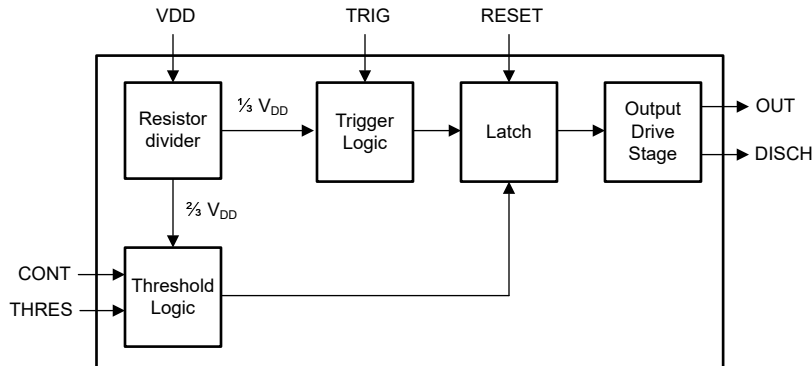 VDD
TRIG
RESET
Resistor
divider
⅓ VDD
Trigger
Logic
Latch
Output
Drive
Stage
OUT
DISCH
⅔ VDD
CONT
THRES
Threshold
Logic